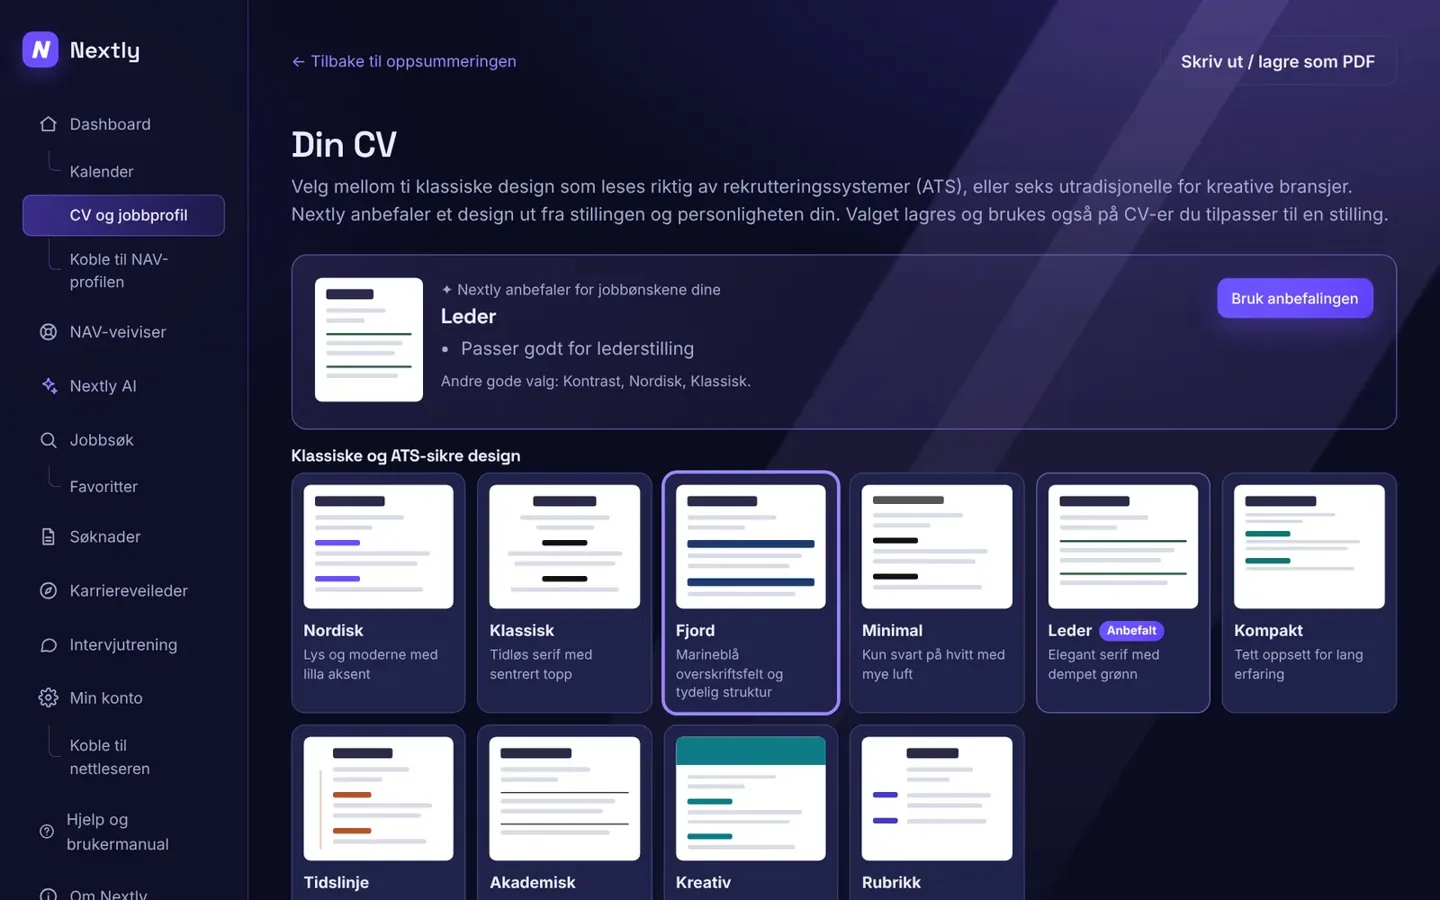 N Nextly
Dashboard
Kalender
CV og jobbprofil
Koble til NAV-
profilen
NAV-veiviser
Nextly AI
Jobbsøk
Favoritter
Søknader
Karriereveileder
Intervjutrening
Min konto
Koble til
nettleseren
Hjelp og
brukermanual
Om Nextly
← Tilbake til oppsummeringen
Skriv ut / lagre som PDF
Din CV
Velg mellom ti klassiske design som leses riktig av rekrutteringssystemer (ATS), eller seks utradisjonelle for kreative bransjer.
Nextly anbefaler et design ut fra stillingen og personligheten din. Valget lagres og brukes også på CV-er du tilpasser til en stilling.
✦ Nextly anbefaler for jobbønskene dine
Leder
• Passer godt for lederstilling
Andre gode valg: Kontrast, Nordisk, Klassisk.
Bruk anbefalingen
Klassiske og ATS-sikre design
Nordisk
Lys og moderne med
lilla aksent
Klassisk
Tidløs serif med
sentrert topp
Fjord
Marineblå
overskriftsfelt og
tydelig struktur
Minimal
Kun svart på hvitt med
mye luft
Leder Anbefalt
Elegant serif med
dempet grønn
Kompakt
Tett oppsett for lang
erfaring
Tidslinje
Akademisk
Kreativ
Rubrikk